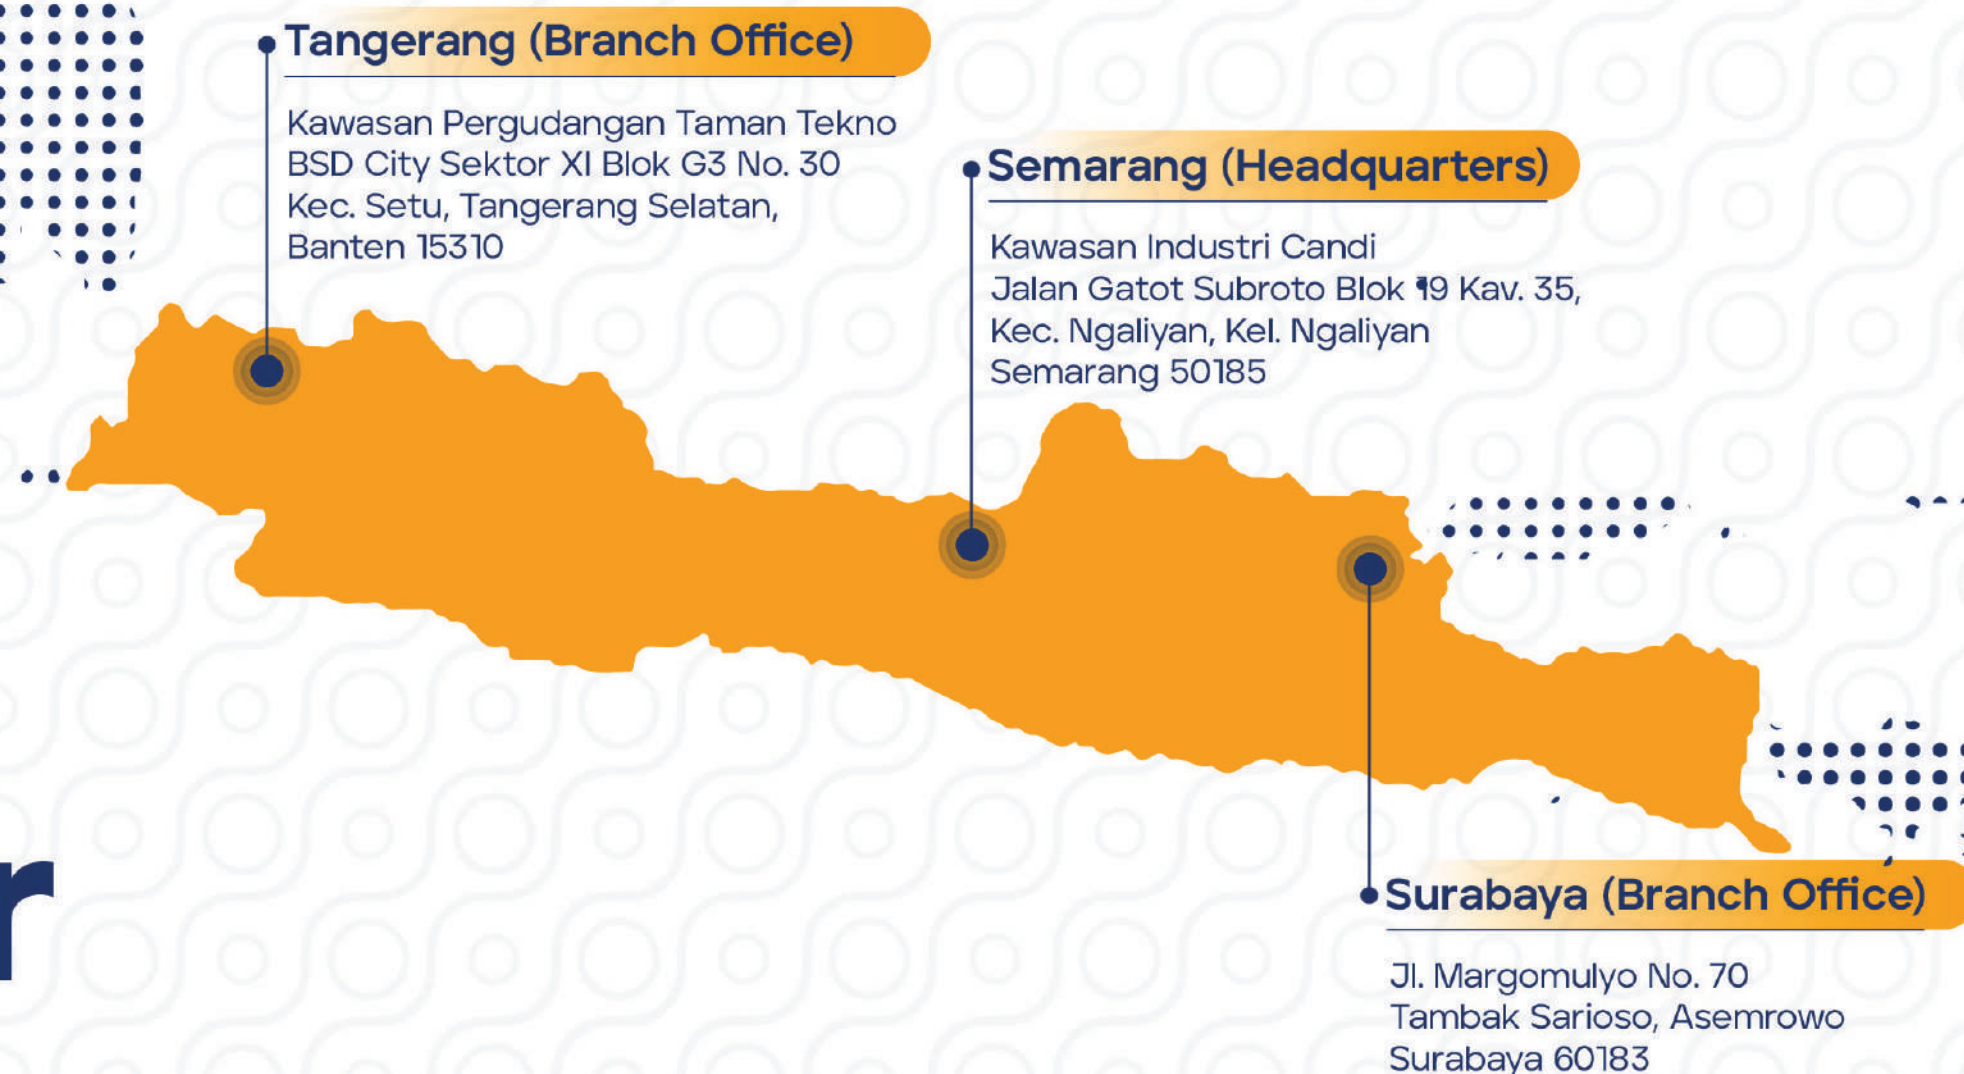 Tangerang (Branch Office)
Kawasan Pergudangan Taman Tekno
BSD City Sektor XI Blok G3 No. 30
Kec. Setu, Tangerang Selatan,
Banten 15310
Semarang (Headquarters)
Kawasan Industri Candi
Jalan Gatot Subroto Blok 19 Kav. 35,
Kec. Ngaliyan, Kel. Ngaliyan
Semarang 50185
r
Surabaya (Branch Office)
Jl. Margomulyo No. 70
Tambak Sarioso, Asemrowo
Surabaya 60183